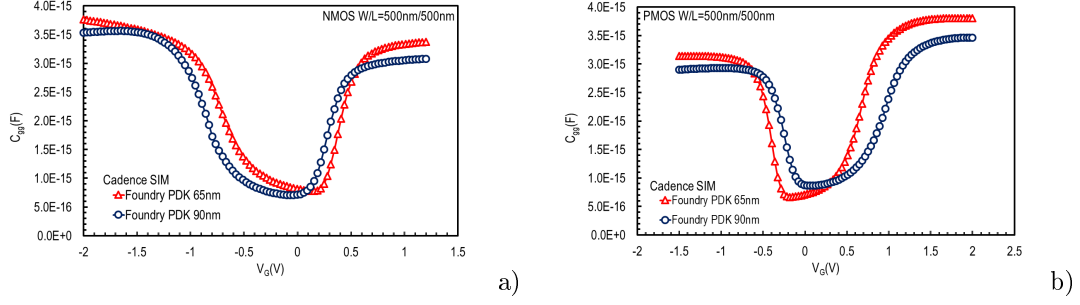 4.0E-15
3.5E-15
3.0E-15
2.5E-15
2.0E-15
1.5E-15
1.0E-15
5.0E-16
0.0E+0
Cgg(F)
NMOS W/L=500nm/500nm
Cadence SIM
Foundry PDK 65nm
Foundry PDK 90nm
-2 -1.5 -1 -0.5 0 0.5 1 1.5
VG(V)
a)
4.0E-15
3.5E-15
3.0E-15
2.5E-15
2.0E-15
1.5E-15
1.0E-15
5.0E-16
0.0E+0
Cgg(F)
PMOS W/L=500nm/500nm
Cadence SIM
Foundry PDK 65nm
Foundry PDK 90nm
-2 -1.5 -1 -0.5 0 0.5 1 1.5 2 2.5
VG(V)
b)